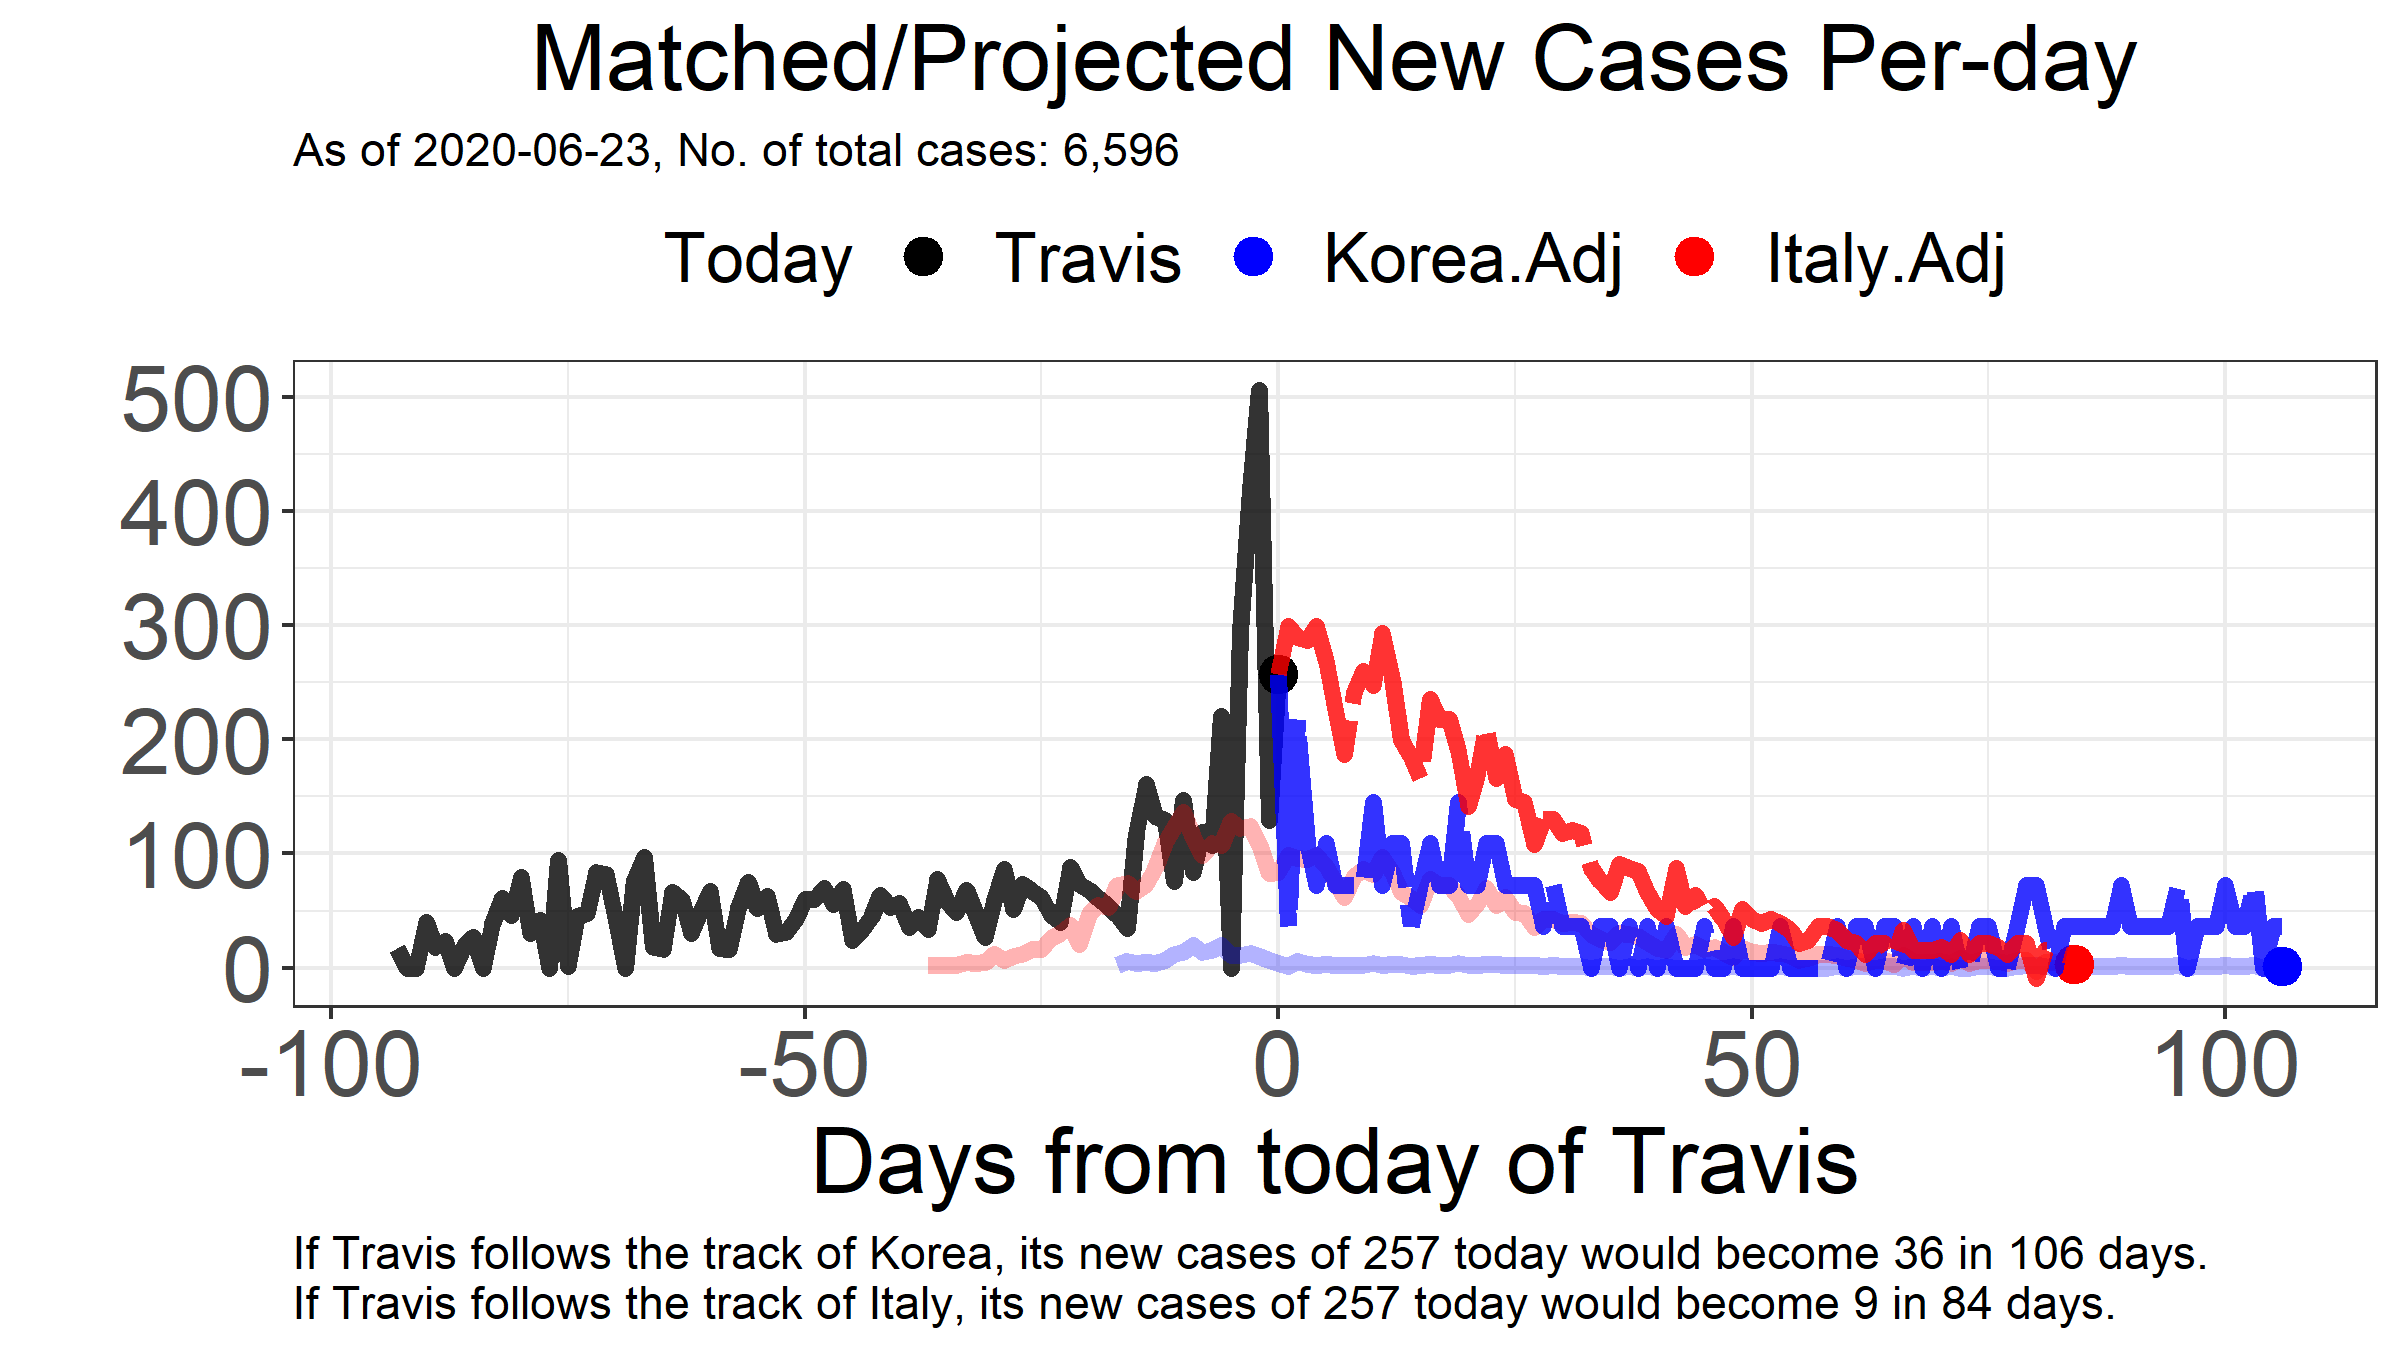 Matched/Projected New Cases Per-day
As of 2020-06-23, No. of total cases: 6,596
Today Travis Korea.Adj Italy.Adj
500
400
300
200
100
0
-100 -50 0 50 100
Days from today of Travis
If Travis follows the track of Korea, its new cases of 257 today would become 36 in 106 days.
If Travis follows the track of Italy, its new cases of 257 today would become 9 in 84 days.